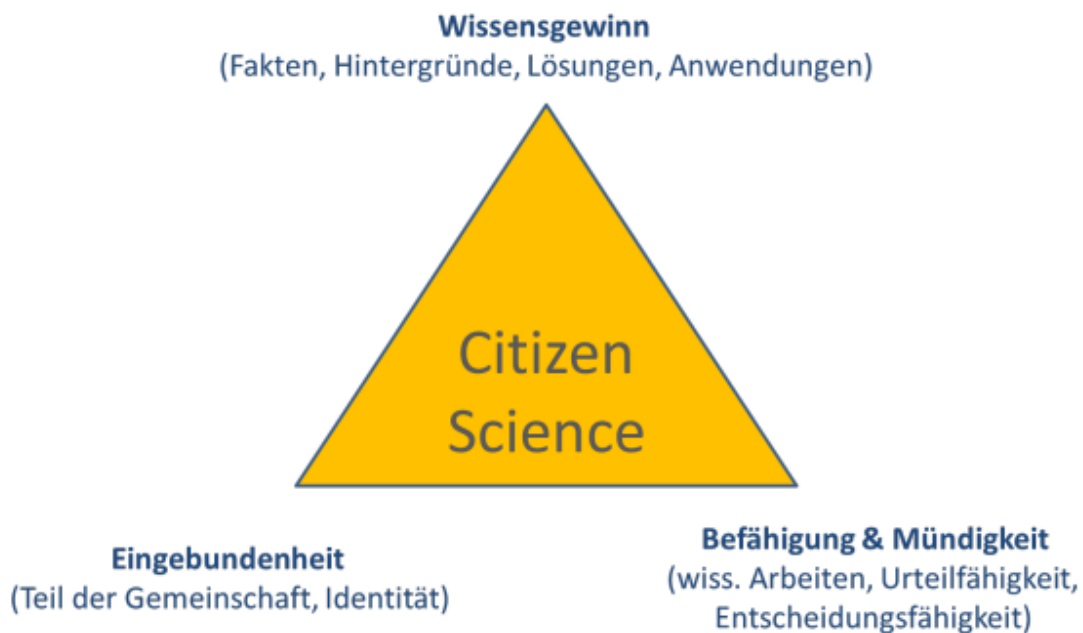 Wissensgewinn
(Fakten, Hintergründe, Lösungen, Anwendungen)
Citizen
Science
Eingebundenheit
(Teil der Gemeinschaft, Identität)
Befähigung & Mündigkeit
(wiss. Arbeiten, Urteilfähigkeit,
Entscheidungsfähigkeit)